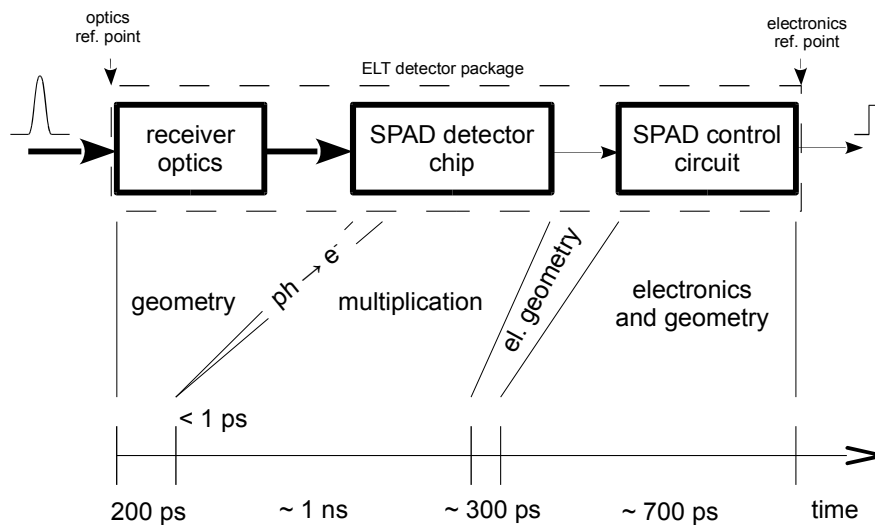 optics
ref. point
electronics
ref. point
ELT detector package
receiver
optics
SPAD detector
chip
SPAD control
circuit
geometry
ph → e⁻
multiplication
el. geometry
electronics
and geometry
< 1 ps
200 ps
~ 1 ns
~ 300 ps
~ 700 ps
time